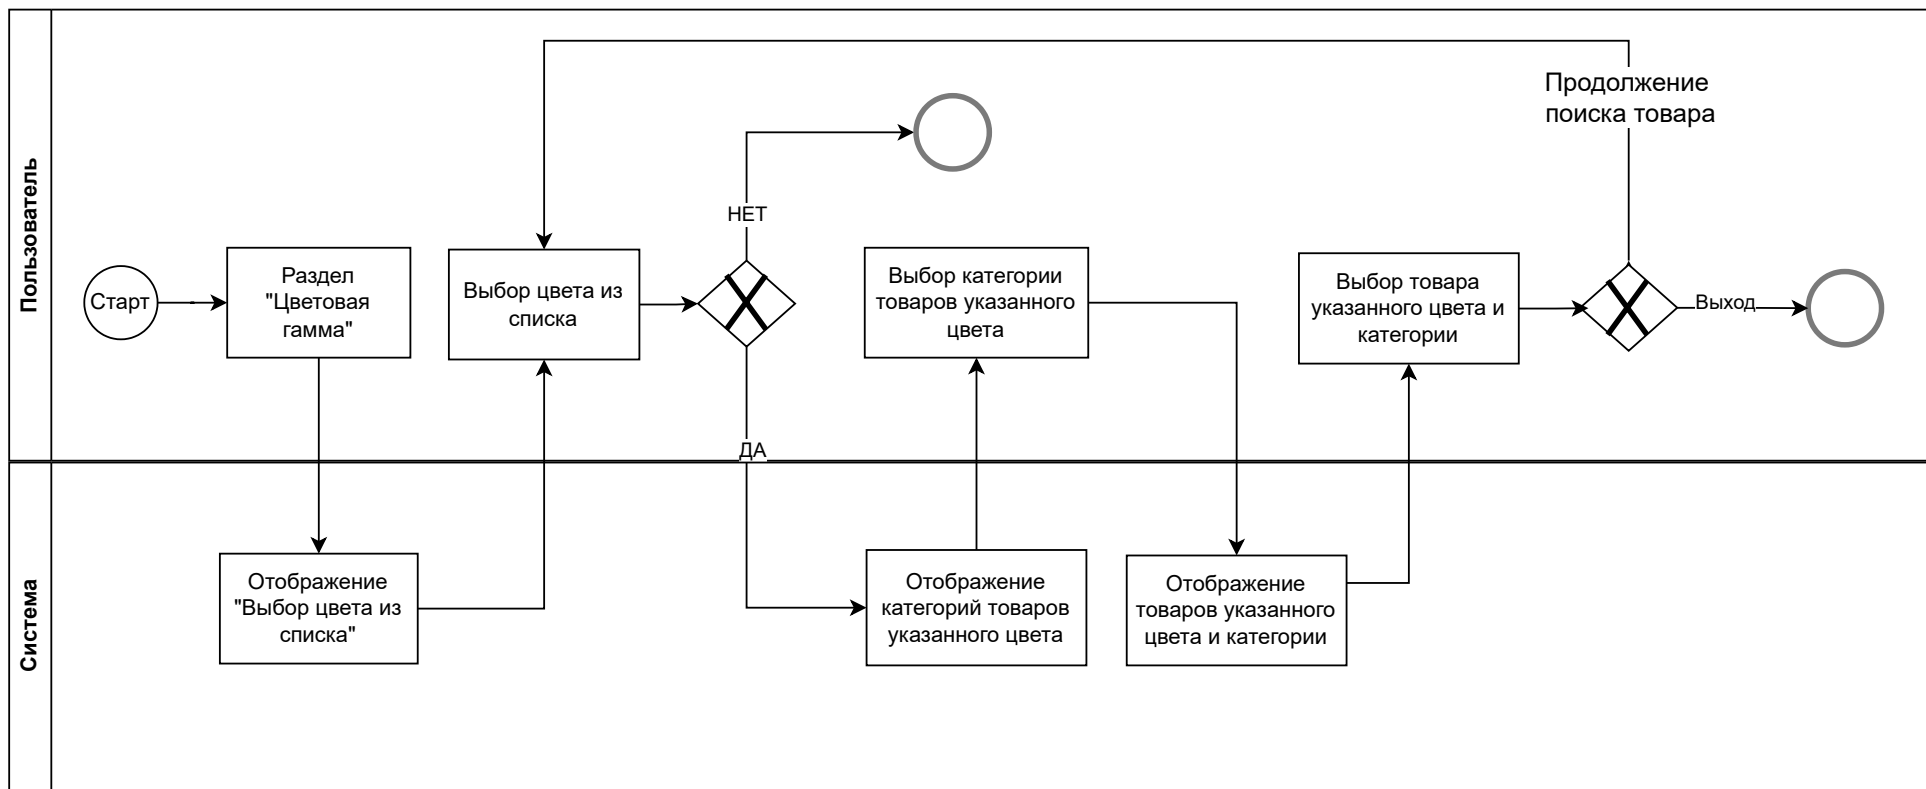 Пользователь
Продолжение
поиска товара
НЕТ
Старт
Раздел
"Цветовая
гамма"
Выбор цвета из
списка
Выбор категории
товаров указанного
цвета
Выбор товара
указанного цвета и
категории
Выход
ДА
Система
Отображение
"Выбор цвета из
списка"
Отображение
категорий товаров
указанного цвета
Отображение
товаров указанного
цвета и категории